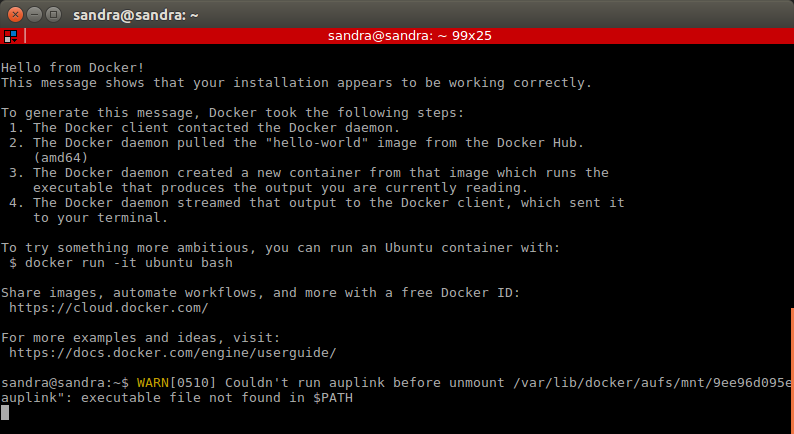 sandra@sandra: ~
sandra@sandra: ~ 99x25
Hello from Docker!
This message shows that your installation appears to be working correctly.
To generate this message, Docker took the following steps:
1. The Docker client contacted the Docker daemon.
2. The Docker daemon pulled the "hello-world" image from the Docker Hub.
(amd64)
3. The Docker daemon created a new container from that image which runs the
executable that produces the output you are currently reading.
4. The Docker daemon streamed that output to the Docker client, which sent it
to your terminal.
To try something more ambitious, you can run an Ubuntu container with:
$ docker run -it ubuntu bash
Share images, automate workflows, and more with a free Docker ID:
https://cloud.docker.com/
For more examples and ideas, visit:
https://docs.docker.com/engine/userguide/
sandra@sandra:~$ WARN[0510] Couldn't run auplink before unmount /var/lib/docker/aufs/mnt/9ee96d095e
auplink": executable file not found in $PATH